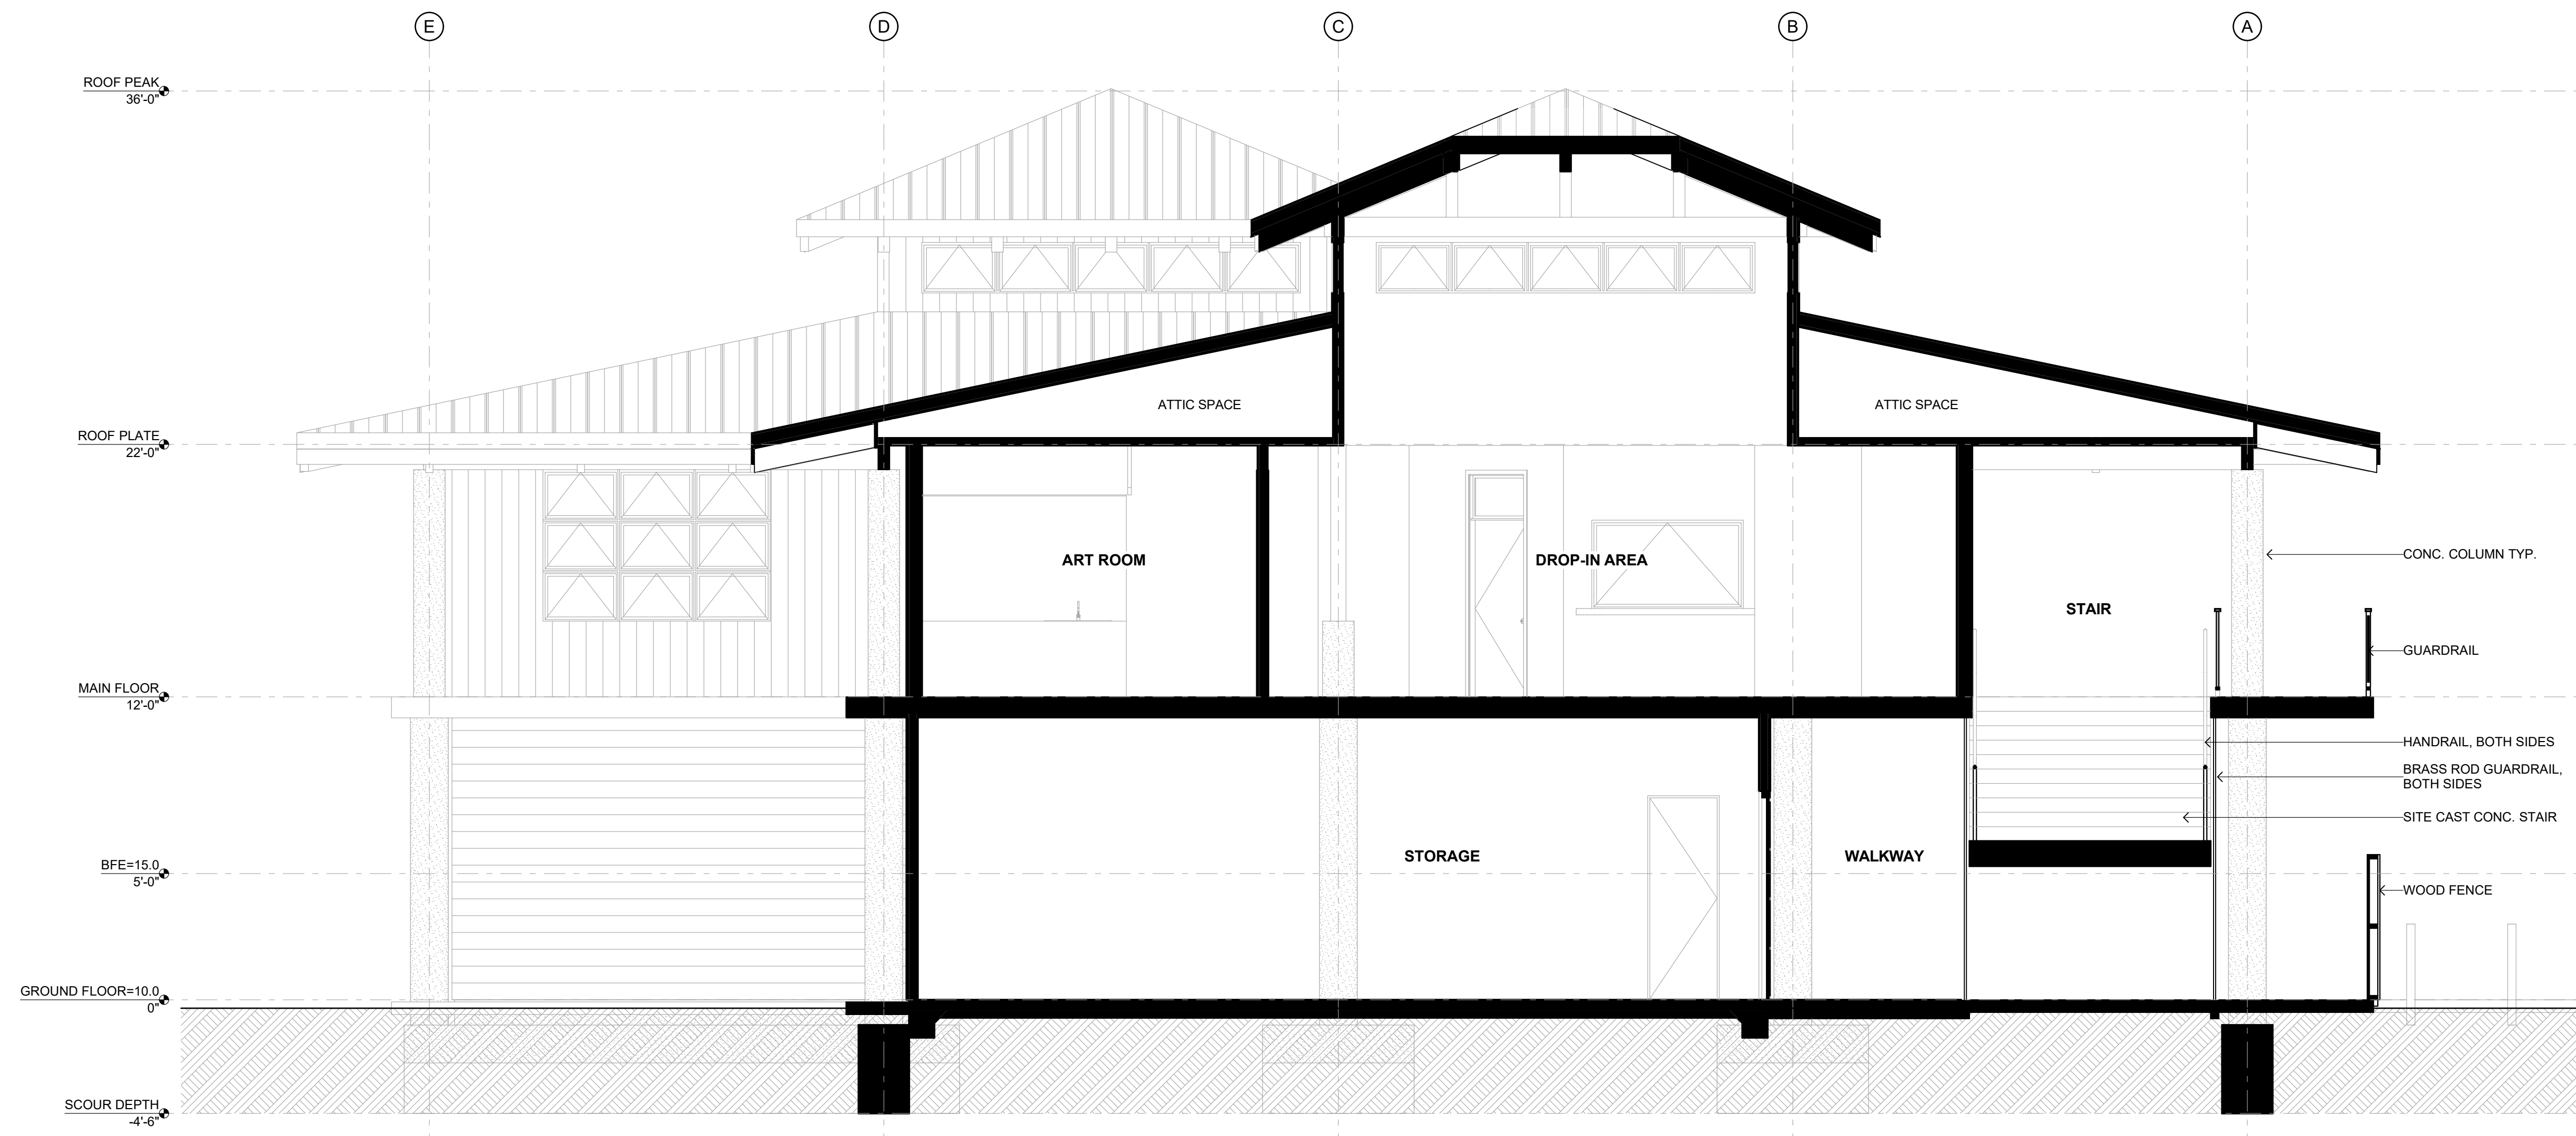 E
D
C
B
A
ROOF PEAK
36'-0"
ATTIC SPACE
ATTIC SPACE
ROOF PLATE
22'-0"
ART ROOM
DROP-IN AREA
CONC. COLUMN TYP.
STAIR
GUARDRAIL
MAIN FLOOR
12'-0"
HANDRAIL, BOTH SIDES
BRASS ROD GUARDRAIL,
BOTH SIDES
SITE CAST CONC. STAIR
STORAGE
WALKWAY
BFE=15.0
5'-0"
WOOD FENCE
GROUND FLOOR=10.0
0"
SCOUR DEPTH
-4'-6"